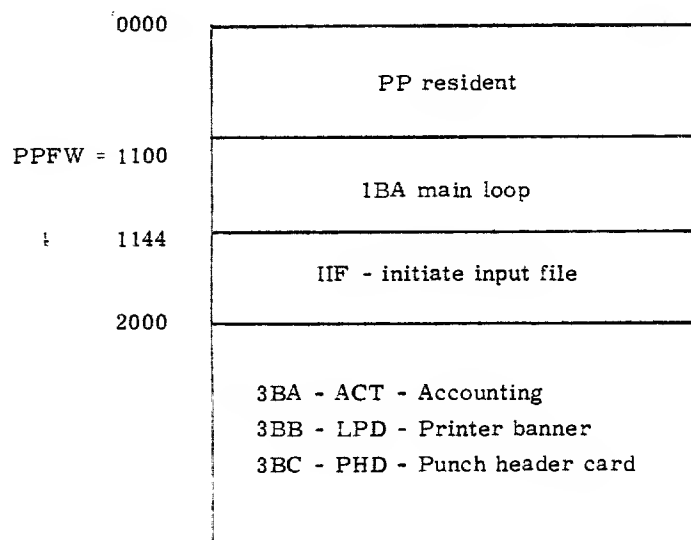 0000
PP resident
PPFW = 1100
1BA main loop
1144
IIF - initiate input file
2000
3BA - ACT - Accounting
3BB - LPD - Printer banner
3BC - PHD - Punch header card